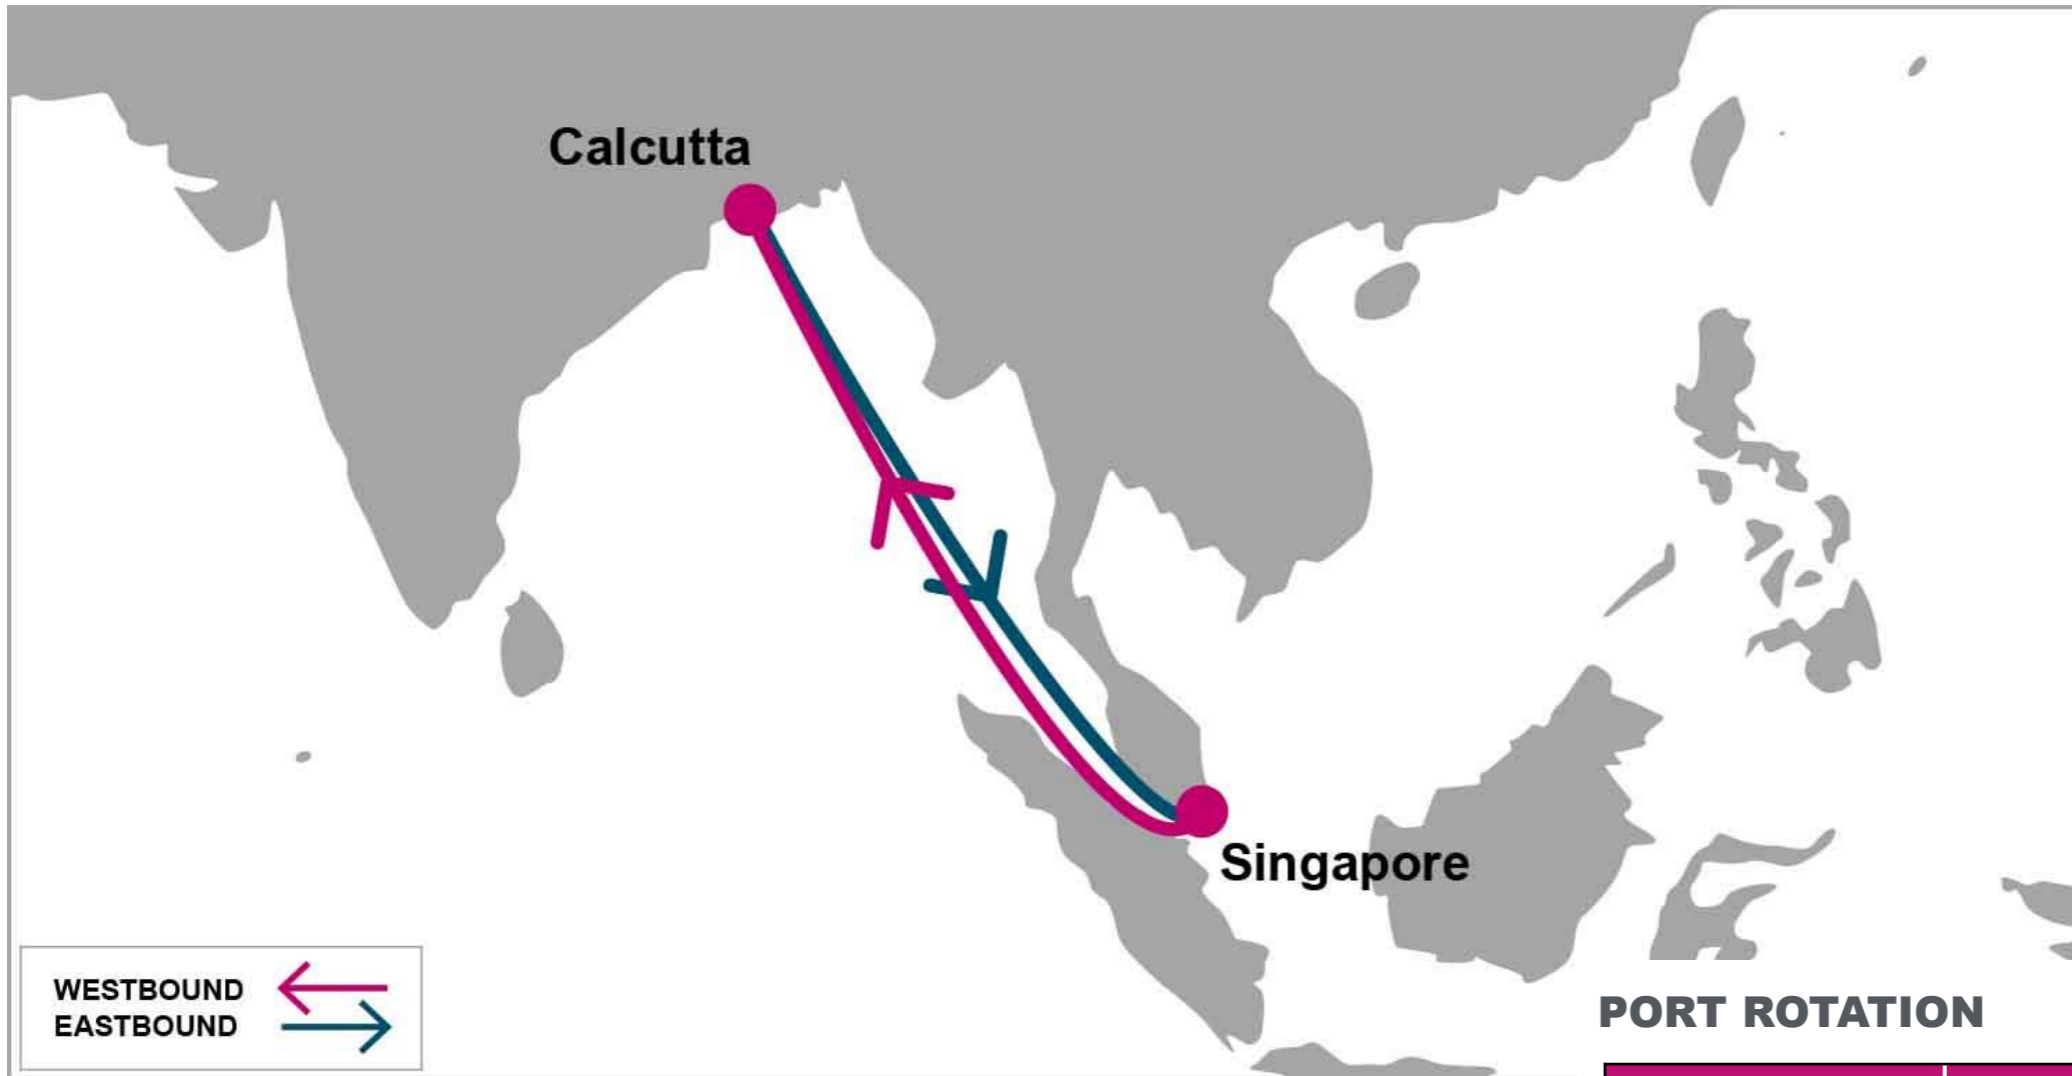 Calcutta
Singapore
WESTBOUND
EASTBOUND
PORT ROTATION